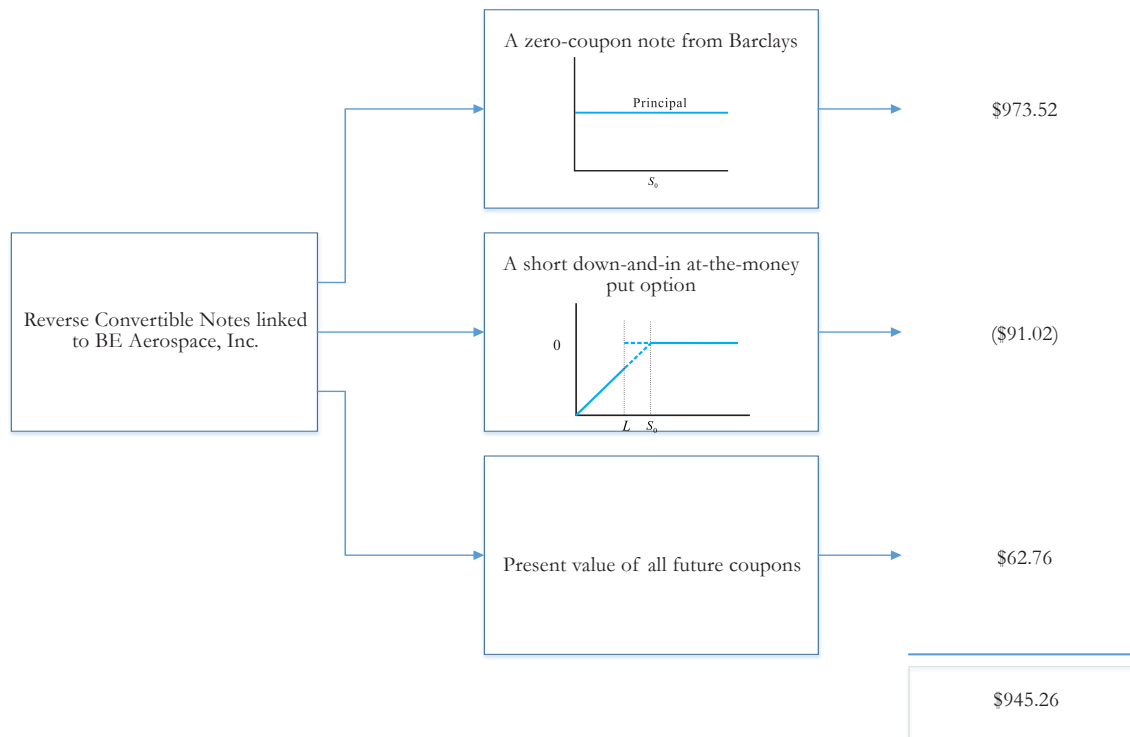 A zero-coupon note from Barclays
Principal
S₀
$973.52
Reverse Convertible Notes linked
to BE Aerospace, Inc.
A short down-and-in at-the-money
put option
0
L S₀
($91.02)
Present value of all future coupons
$62.76
$945.26